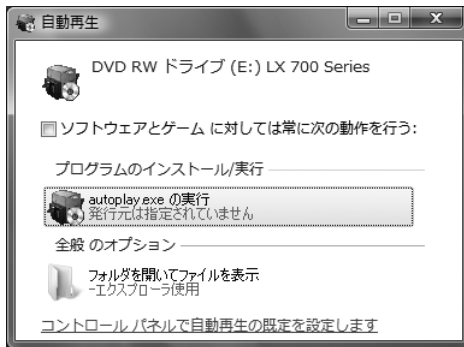 自動再生
DVD RW ドライブ (E:) LX 700 Series
ソフトウェアとゲーム に対しては常に次の動作を行う:
プログラムのインストール/実行
autoplay.exe の実行
発行元は指定されていません
全般 のオプション
フォルダを開いてファイルを表示
-エクスプローラ使用
コントロール パネルで自動再生の既定を設定します